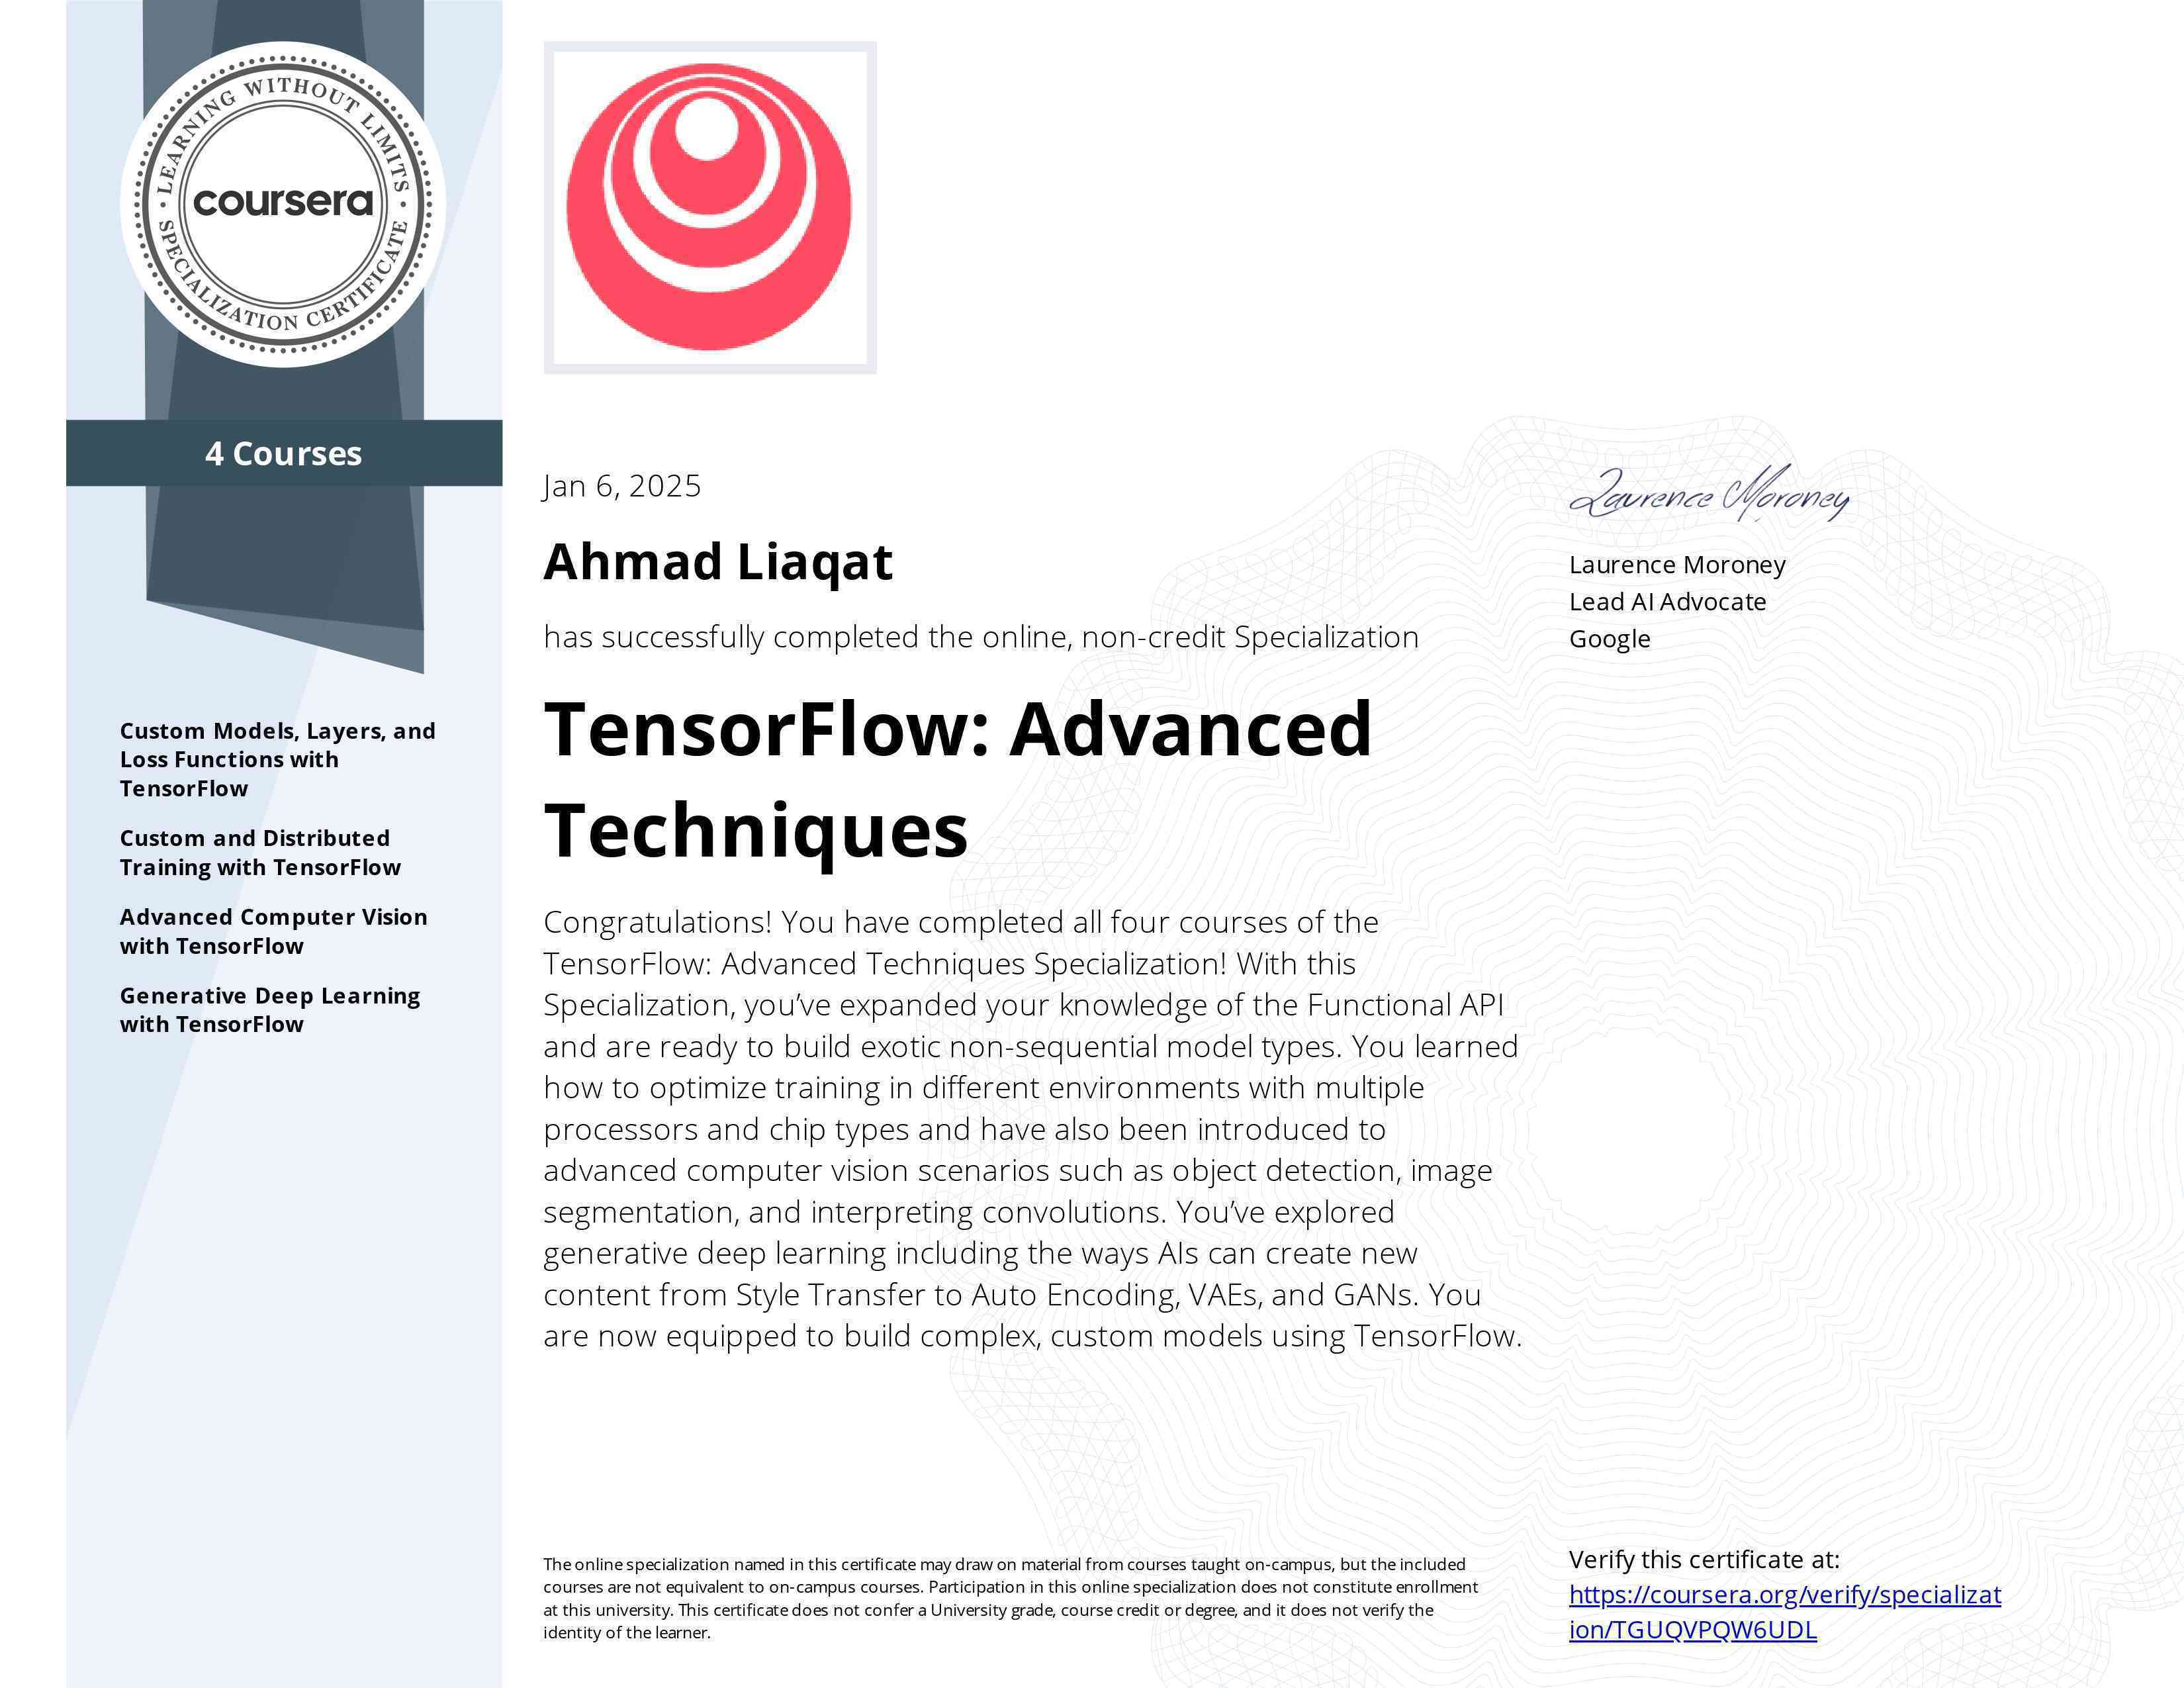 LEARNING WITHOUT LIMITS
coursera
SPECIALIZATION CERTIFICATE
4 Courses
Custom Models, Layers, and
Loss Functions with
TensorFlow
Custom and Distributed
Training with TensorFlow
Advanced Computer Vision
with TensorFlow
Generative Deep Learning
with TensorFlow
Jan 6, 2025
Ahmad Liaqat
has successfully completed the online, non-credit Specialization
TensorFlow: Advanced
Techniques
Congratulations! You have completed all four courses of the
TensorFlow: Advanced Techniques Specialization! With this
Specialization, you’ve expanded your knowledge of the Functional API
and are ready to build exotic non-sequential model types. You learned
how to optimize training in different environments with multiple
processors and chip types and have also been introduced to
advanced computer vision scenarios such as object detection, image
segmentation, and interpreting convolutions. You’ve explored
generative deep learning including the ways AIs can create new
content from Style Transfer to Auto Encoding, VAEs, and GANs. You
are now equipped to build complex, custom models using TensorFlow.
Laurence Moroney
Laurence Moroney
Lead AI Advocate
Google
The online specialization named in this certificate may draw on material from courses taught on-campus, but the included
courses are not equivalent to on-campus courses. Participation in this online specialization does not constitute enrollment
at this university. This certificate does not confer a University grade, course credit or degree, and it does not verify the
identity of the learner.
Verify this certificate at:
https://coursera.org/verify/specializat
ion/TGUQVPQW6UDL